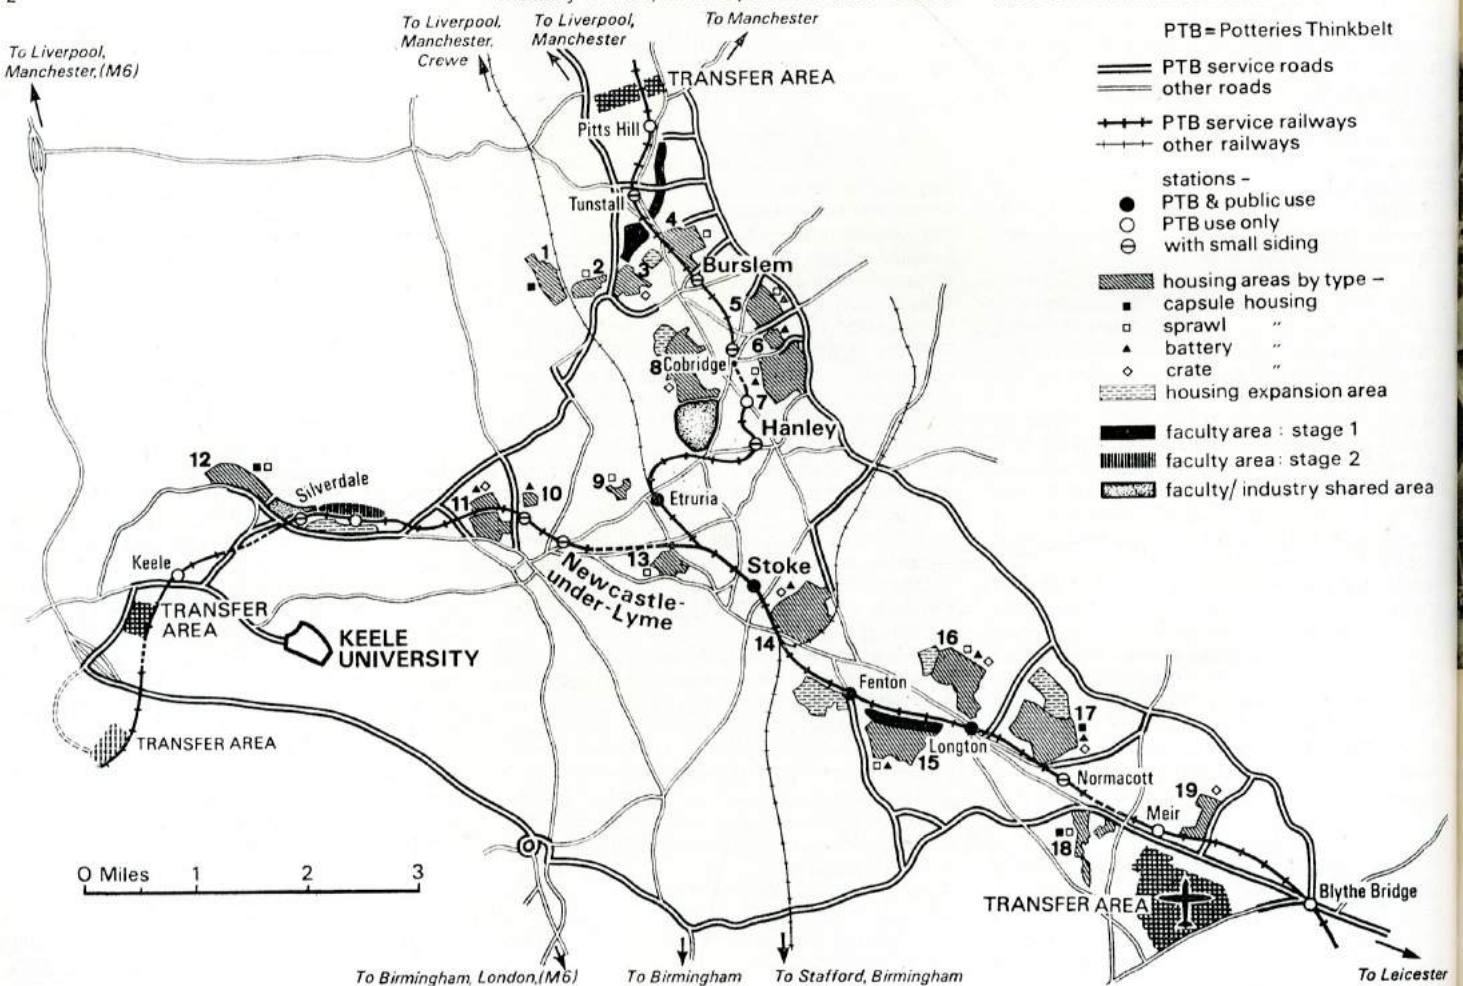 2
To Liverpool,
Manchester,(M6)
To Liverpool,
Manchester,
Crewe
To Liverpool,
Manchester
To Manchester
TRANSFER AREA
Pitts Hill
Tunstall
4
1
2
3
Burslem
5
6
8
Cobridge
7
Hanley
12
Silverdale
11
10
9
Etruria
Keele
13
Newcastle-
under-Lyme
Stoke
TRANSFER
AREA
KEELE
UNIVERSITY
14
16
Fenton
17
TRANSFER AREA
Longton
15
Normacott
19
Meir
18
TRANSFER AREA
Blythe Bridge
0 Miles 1 2 3
To Birmingham, London,(M6)
To Birmingham
To Stafford, Birmingham
To Leicester
PTB = Potteries Thinkbelt
PTB service roads
other roads
PTB service railways
other railways
stations –
PTB & public use
PTB use only
with small siding
housing areas by type –
capsule housing
sprawl "
battery "
crate "
housing expansion area
faculty area : stage 1
faculty area : stage 2
faculty/ industry shared area